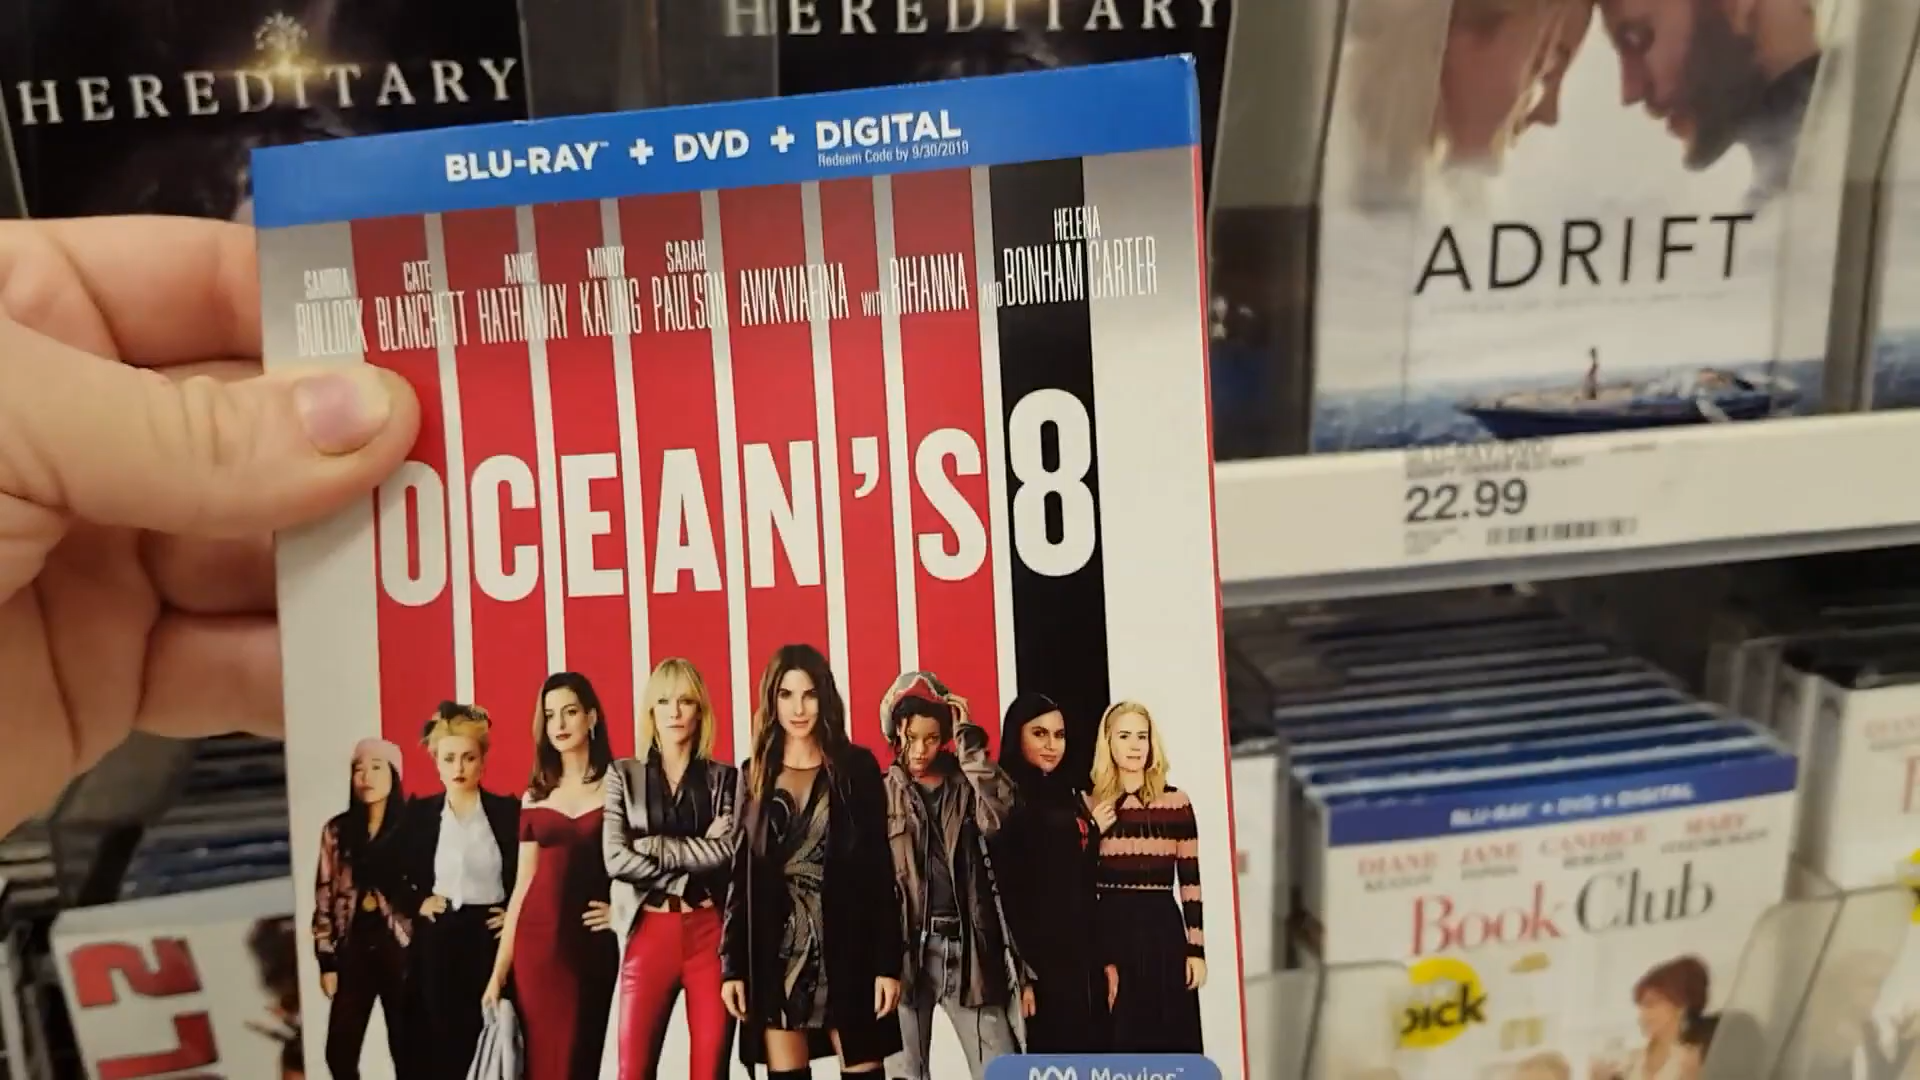 HEREDITARY
HEREDITARY
BLU-RAY™ + DVD + DIGITAL
Redeem Code by 9/30/2019
SANDRA BULLOCK
CATE BLANCHETT
ANNE HATHAWAY
MINDY KALING
SARAH PAULSON
AWKWAFINA
WITH RIHANNA
AND HELENA BONHAM CARTER
OCEAN'S 8
Movies™
ADRIFT
22.99
BLU-RAY + DVD + DIGITAL
DIANE
JANE
CANDICE
MARY
Book Club